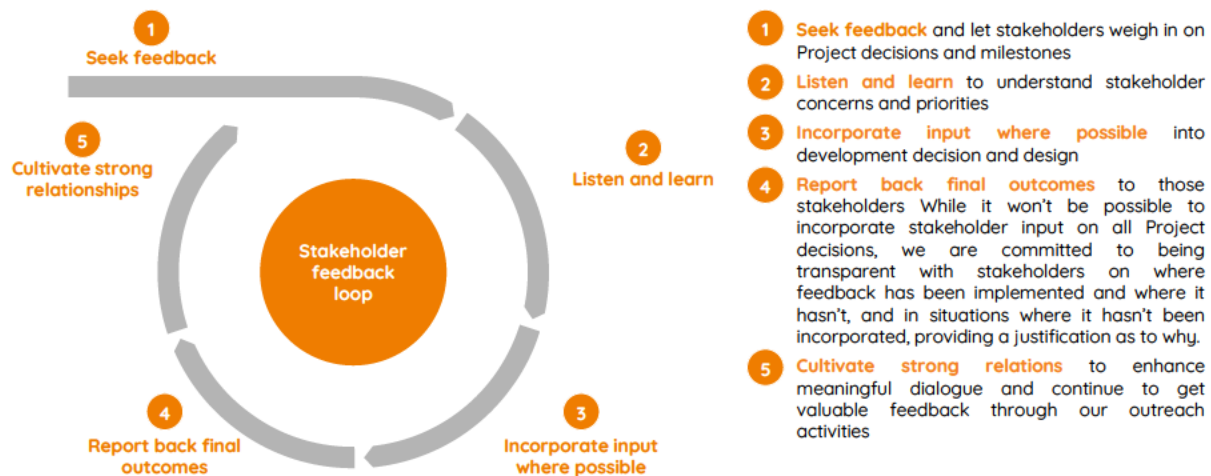 1
Seek feedback
5
Cultivate strong
relationships
2
Listen and learn
Stakeholder
feedback
loop
4
Report back final
outcomes
3
Incorporate input
where possible
1 Seek feedback and let stakeholders weigh in on
Project decisions and milestones
2 Listen and learn to understand stakeholder
concerns and priorities
3 Incorporate input where possible into
development decision and design
4 Report back final outcomes to those
stakeholders While it won't be possible to
incorporate stakeholder input on all Project
decisions, we are committed to being
transparent with stakeholders on where
feedback has been implemented and where it
hasn't, and in situations where it hasn't been
incorporated, providing a justification as to why.
5 Cultivate strong relations to enhance
meaningful dialogue and continue to get
valuable feedback through our outreach
activities